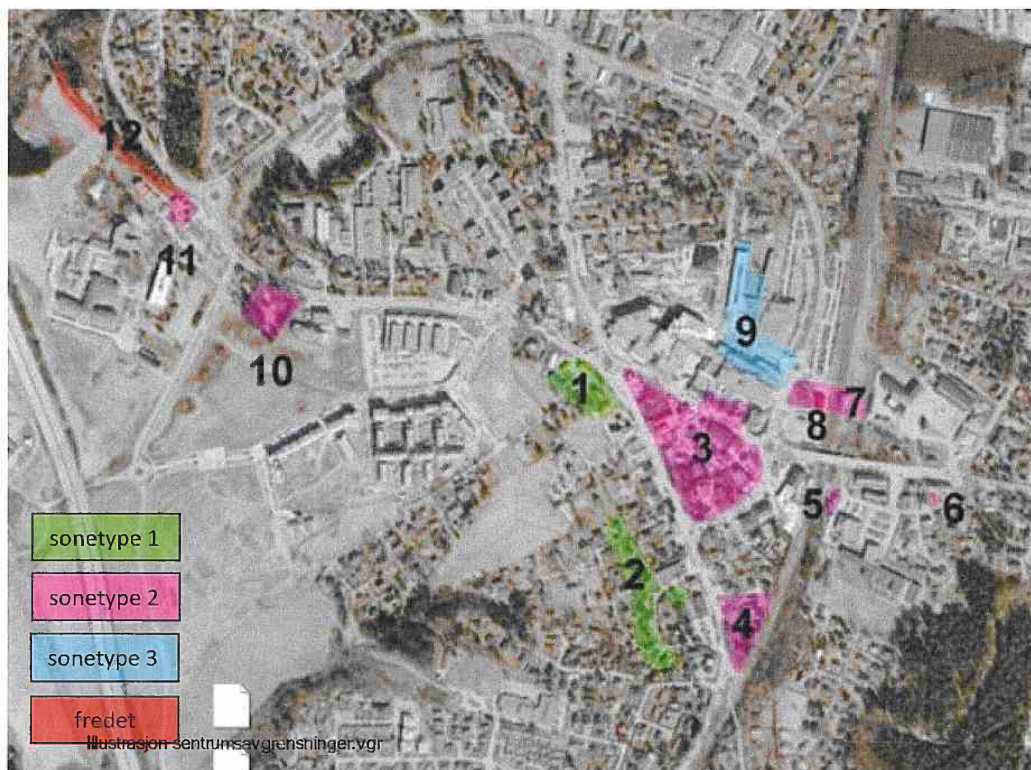 12
11
10
1
9
3
7
8
5
6
2
4
sonetype 1
sonetype 2
sonetype 3
fredet
Illustrasjon sentrumsavgrensninger.vgr